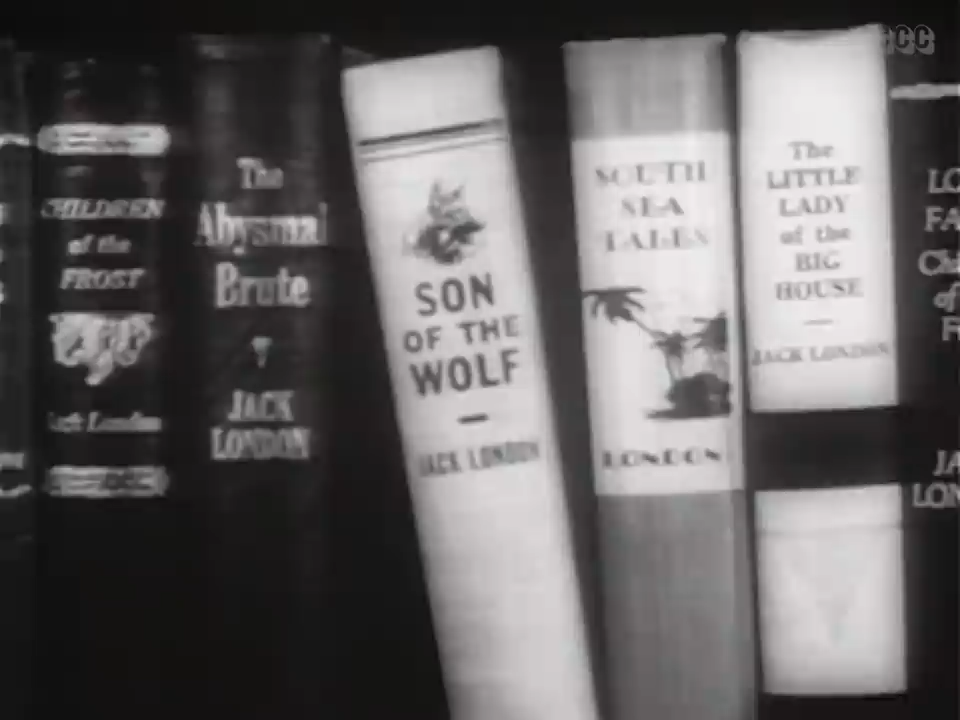 CHILDREN
of the
FROST
Jack London
The
Abysmal
Brute
JACK
LONDON
SON
OF THE
WOLF
JACK LONDON
SOUTH
SEA
TALES
LONDON
The
LITTLE
LADY
of the
BIG
HOUSE
JACK LONDON
CC